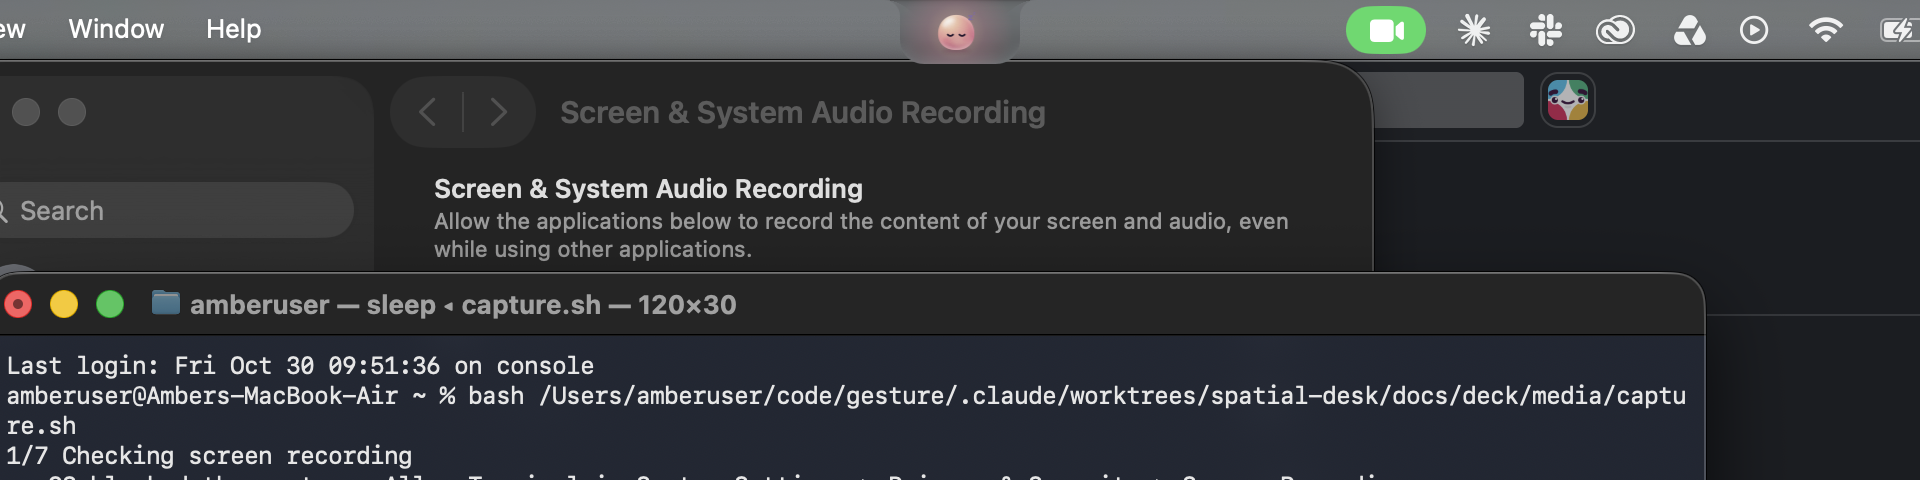 ew Window Help
Screen & System Audio Recording
Search
Screen & System Audio Recording
Allow the applications below to record the content of your screen and audio, even
while using other applications.
amberuser — sleep ◂ capture.sh — 120×30
Last login: Fri Oct 30 09:51:36 on console
amberuser@Ambers-MacBook-Air ~ % bash /Users/amberuser/code/gesture/.claude/worktrees/spatial-desk/docs/deck/media/captu
re.sh
1/7 Checking screen recording